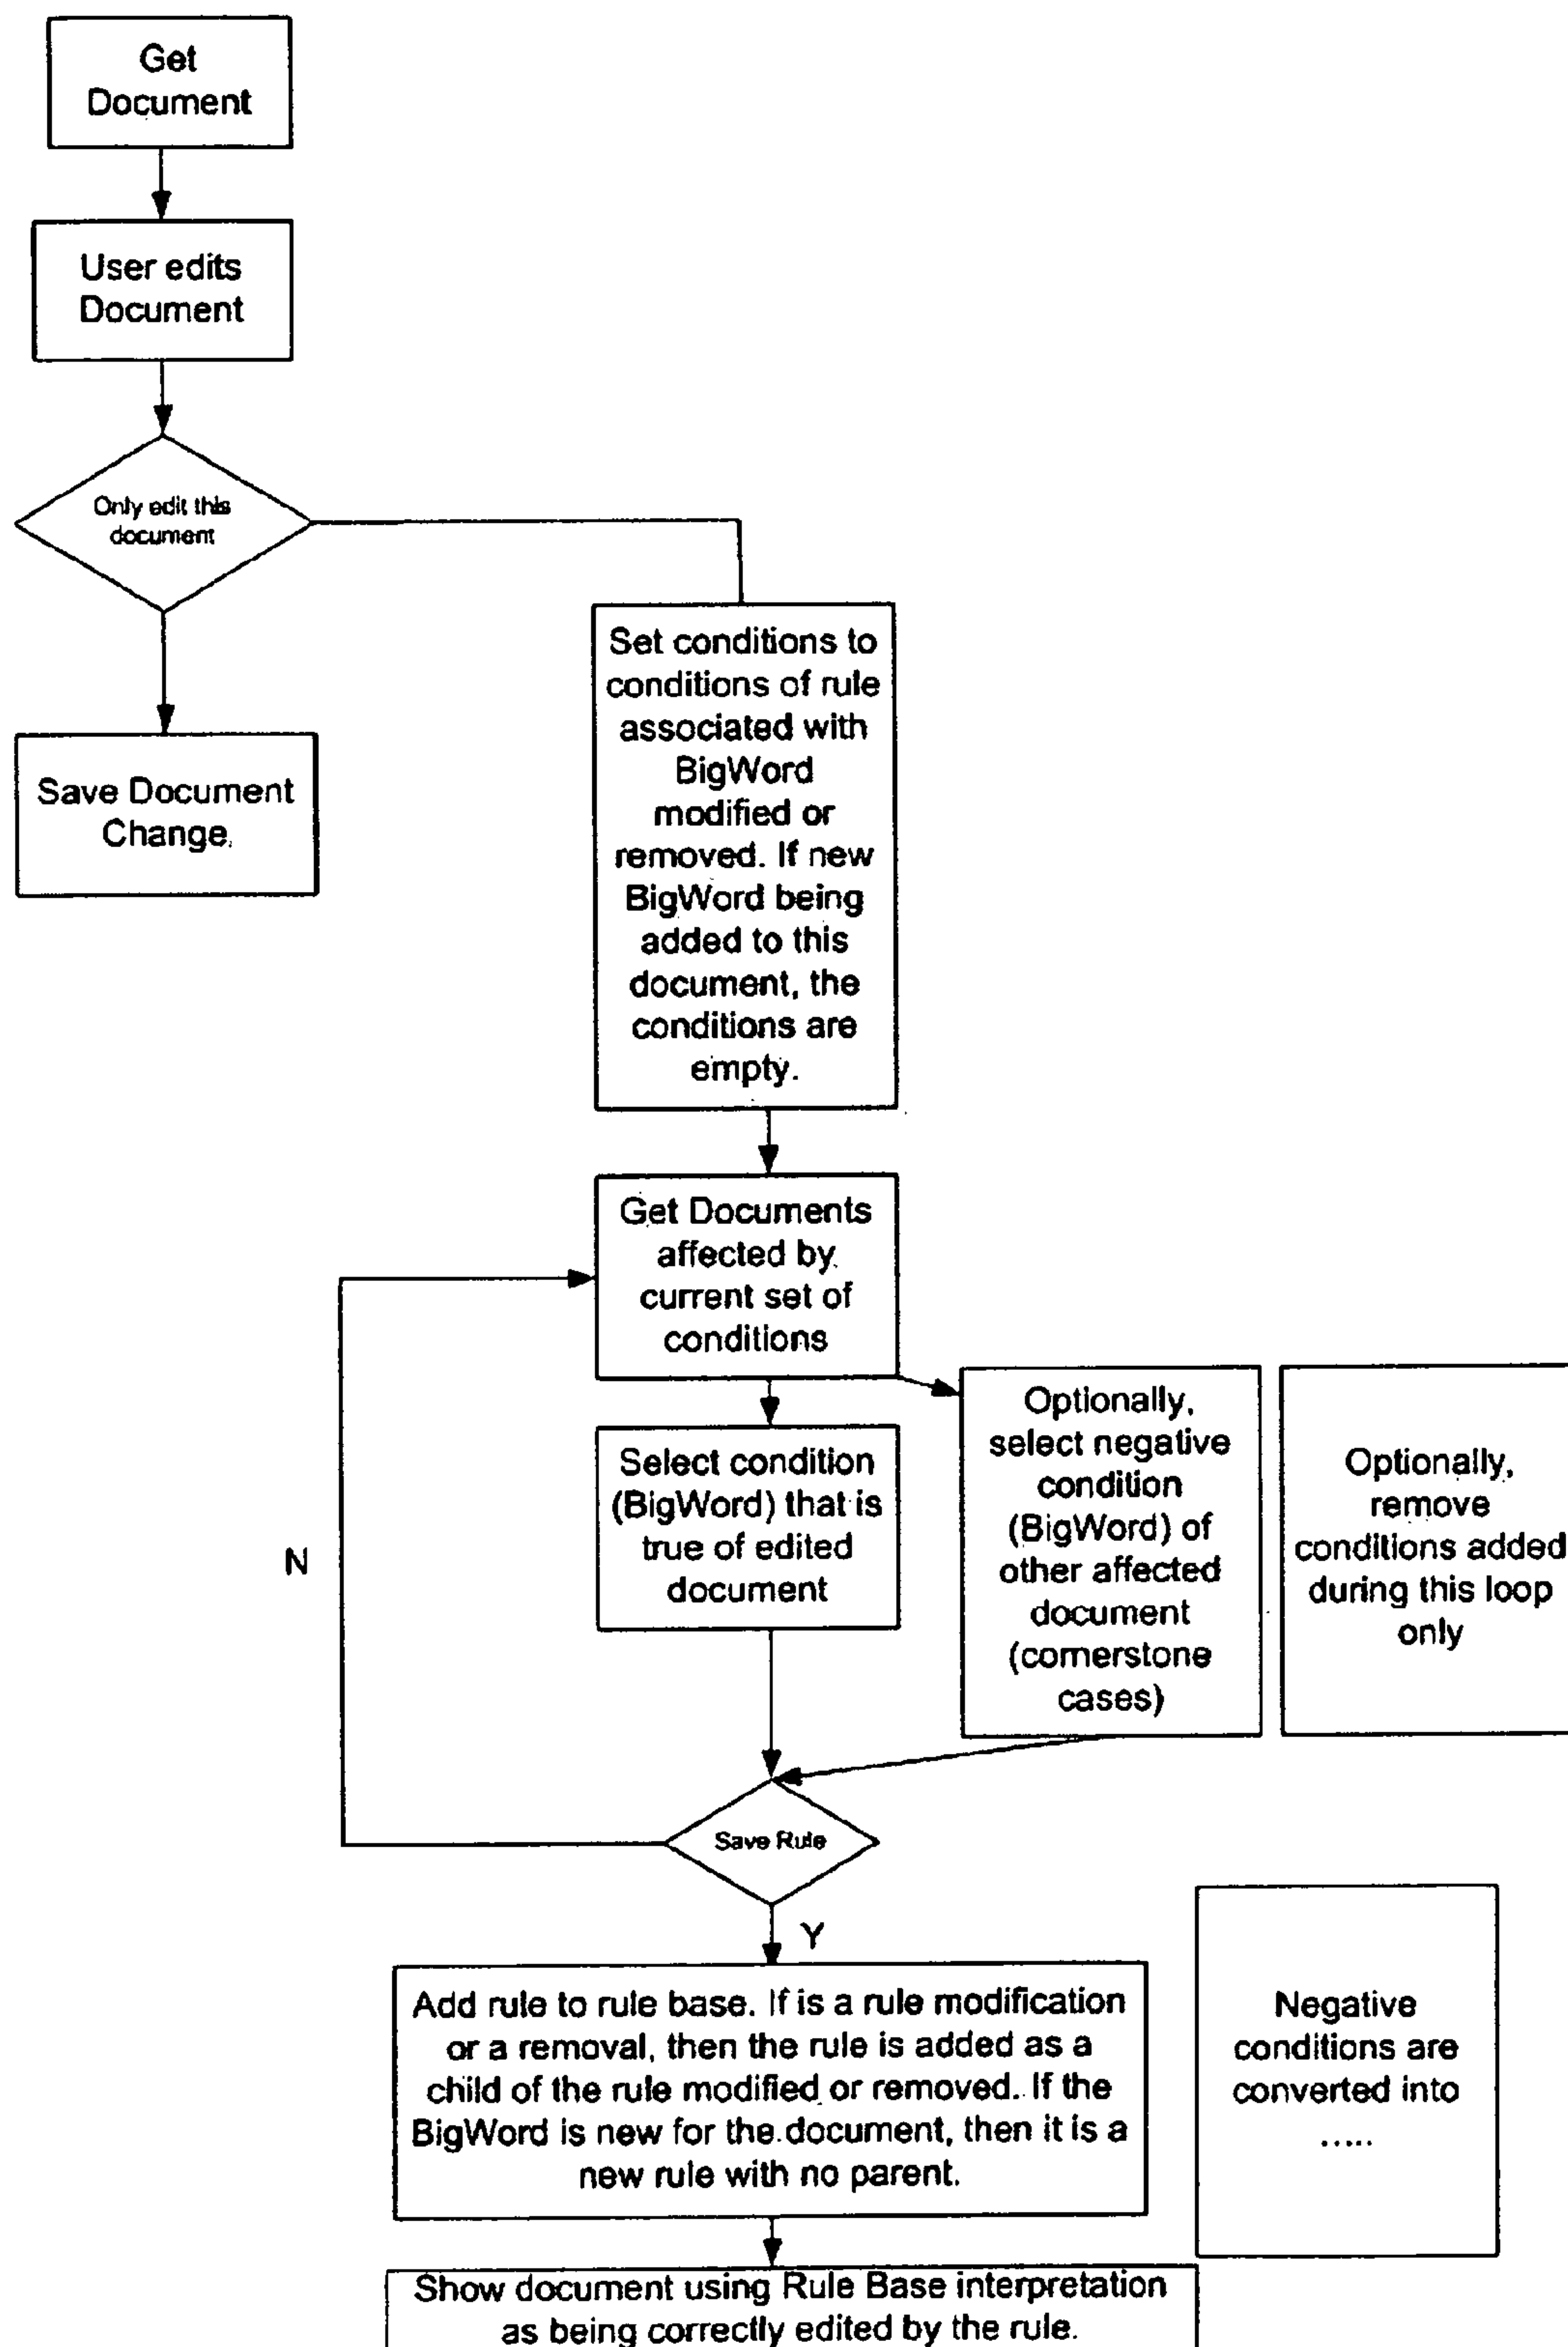 Get
Document
User edits
Document
Only edit this
document
Save Document
Change.
Set conditions to
conditions of rule
associated with
BigWord
modified or
removed. If new
BigWord being
added to this
document, the
conditions are
empty.
Get Documents
affected by
current set of
conditions
Select condition
(BigWord) that is
true of edited
document
Optionally,
select negative
condition
(BigWord) of
other affected
document
(cornerstone
cases)
Optionally,
remove
conditions added
during this loop
only
N
Save Rule
Y
Add rule to rule base. If is a rule modification
or a removal, then the rule is added as a
child of the rule modified or removed. If the
BigWord is new for the document, then it is a
new rule with no parent.
Negative
conditions are
converted into
.....
Show document using Rule Base interpretation
as being correctly edited by the rule.